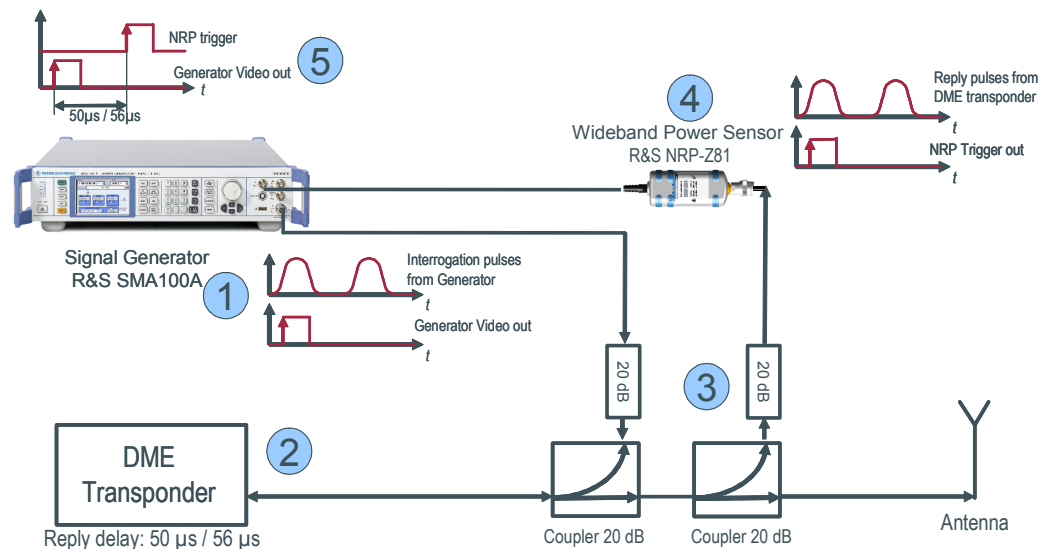 NRP trigger
5
Generator Video out
t
50µs / 56µs
4
Wideband Power Sensor
R&S NRP-Z81
Reply pulses from
DME transponder
t
NRP Trigger out
t
Signal Generator
R&S SMA100A
1
Interrogation pulses
from Generator
t
Generator Video out
t
20 dB
3
20 dB
2
DME
Transponder
Reply delay: 50 µs / 56 µs
Coupler 20 dB
Coupler 20 dB
Antenna